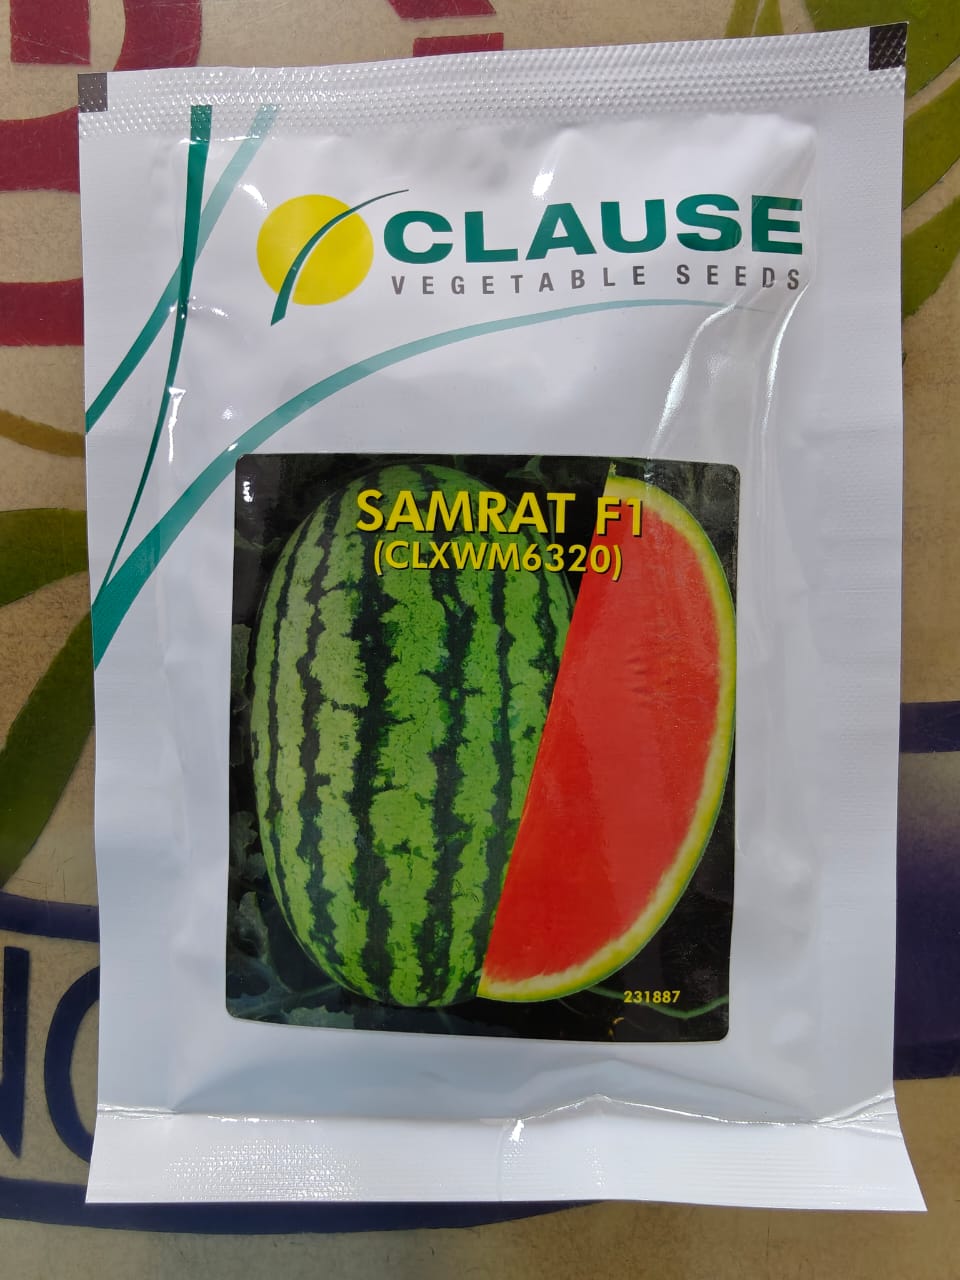 CLAUSE
VEGETABLE SEEDS
SAMRAT F1
(CLXWM6320)
231887